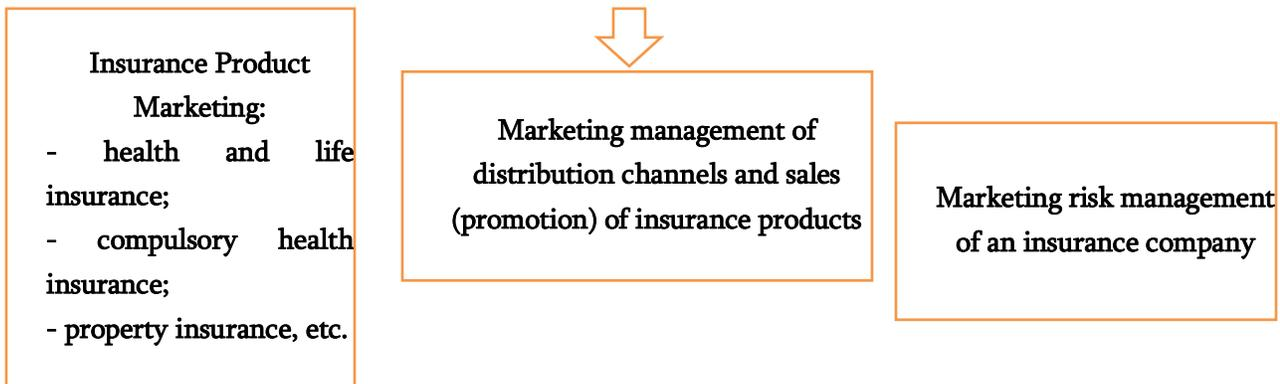 Insurance Product
Marketing:
- health and life
insurance;
- compulsory health
insurance;
- property insurance, etc.
Marketing management of
distribution channels and sales
(promotion) of insurance products
Marketing risk management
of an insurance company